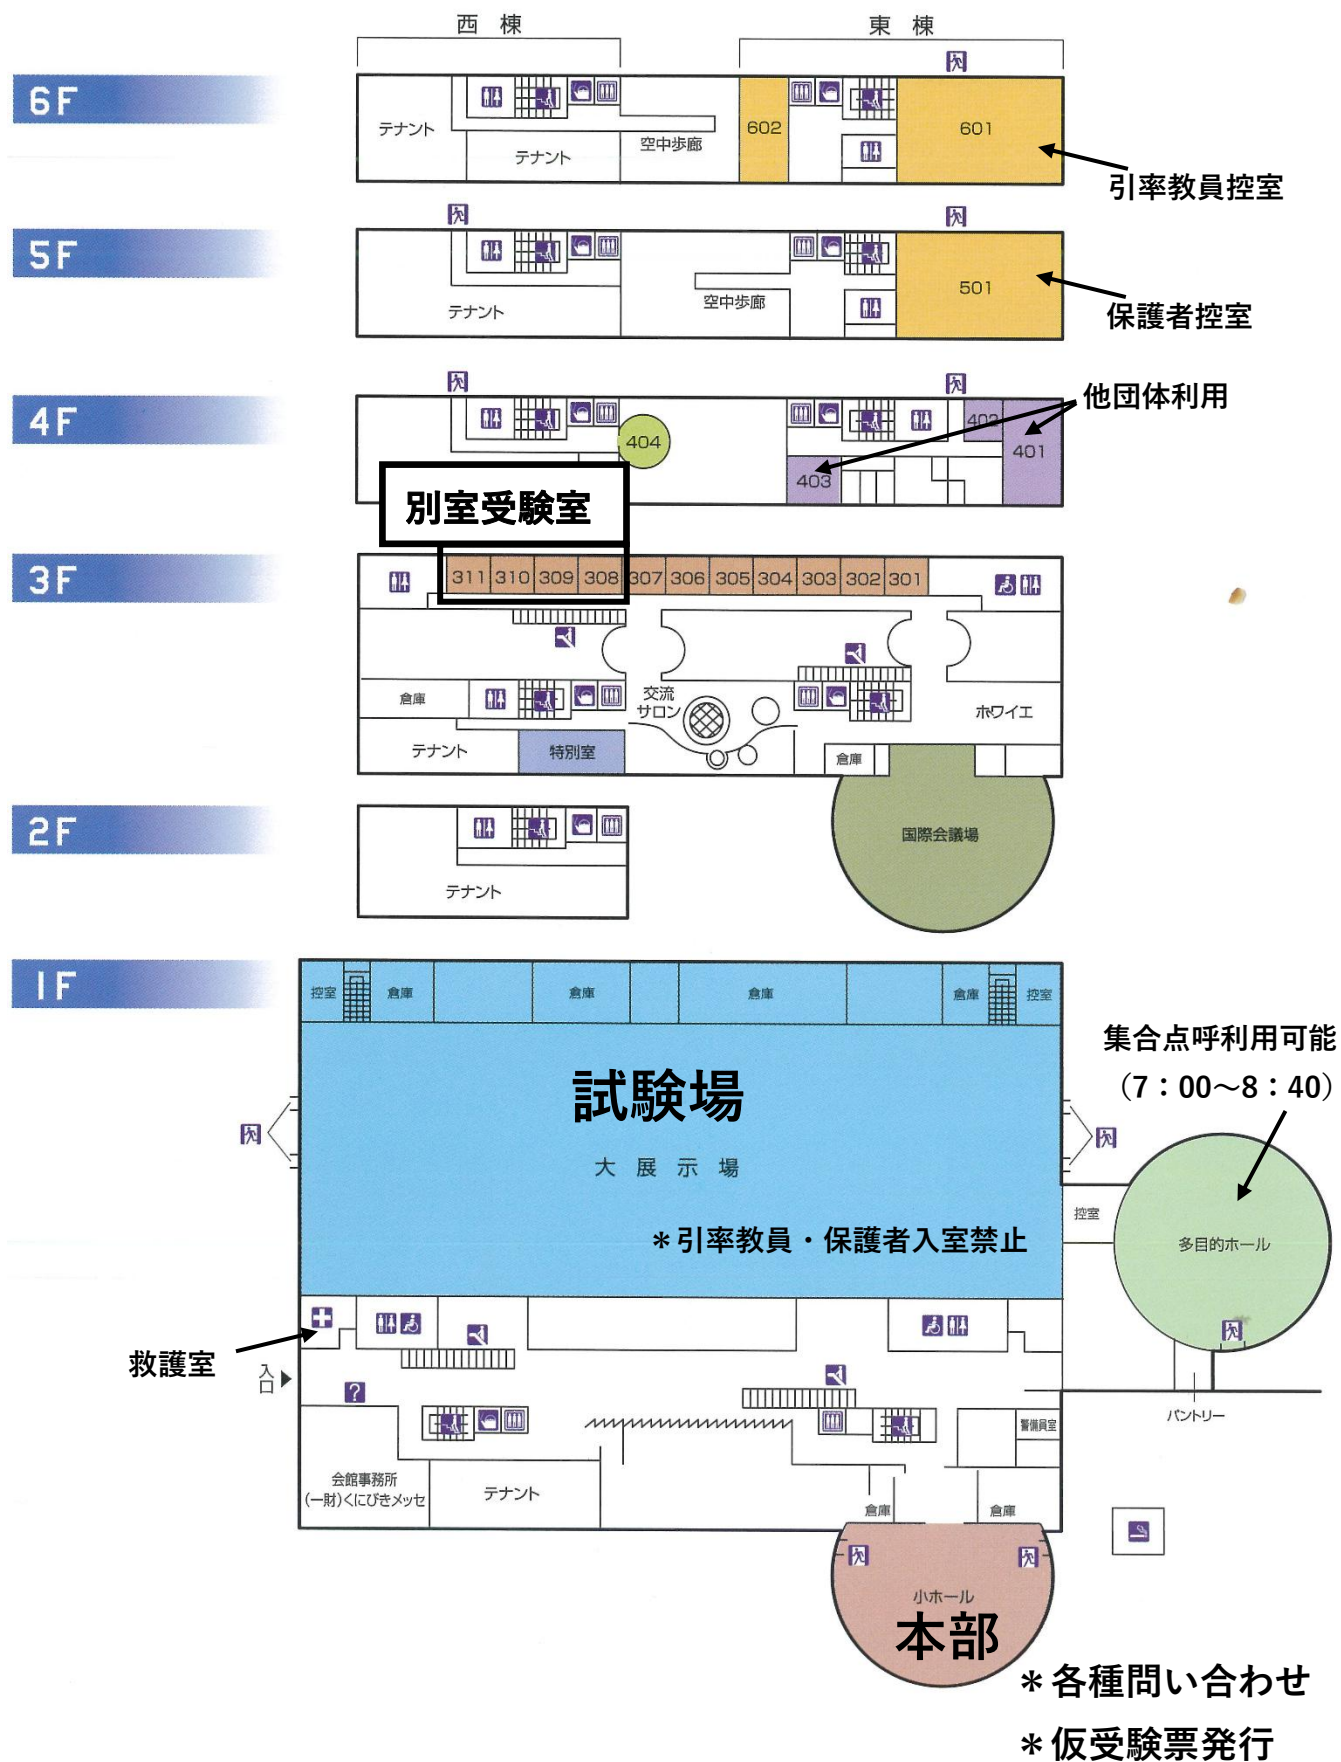 西 棟
東 棟
6F
テナント
テナント
空中歩廊
602
601
引率教員控室
5F
テナント
空中歩廊
501
保護者控室
4F
404
403
402
401
他団体利用
別室受験室
3F
311 310 309 308 307 306 305 304 303 302 301
倉庫
交流
サロン
ホワイエ
テナント
特別室
倉庫
2F
テナント
国際会議場
1F
控室
倉庫
倉庫
倉庫
倉庫
控室
試験場
大 展 示 場
＊引率教員・保護者入室禁止
集合点呼利用可能
（7：00～8：40）
控室
多目的ホール
救護室
入口
?
パントリー
警備員室
会館事務所
(一財)くにびきメッセ
テナント
倉庫
倉庫
小ホール
本部
＊各種問い合わせ
＊仮受験票発行